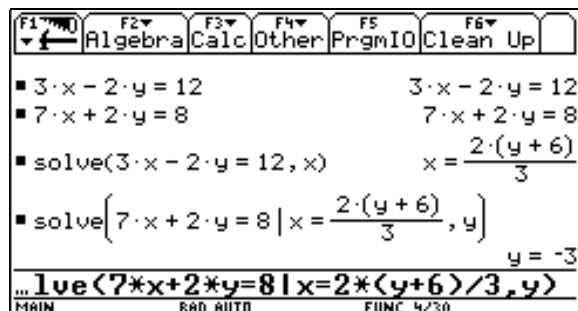 F1 F2▼ F3▼ F4▼ F5 F6▼
Algebra Calc Other PrgmIO Clean Up
▪ 3·x − 2·y = 12 3·x − 2·y = 12
▪ 7·x + 2·y = 8 7·x + 2·y = 8
▪ solve(3·x − 2·y = 12, x) x = 2·(y + 6)/3
▪ solve(7·x + 2·y = 8 | x = 2·(y + 6)/3, y)
y = -3
…lve(7*x+2*y=8|x=2*(y+6)/3,y)
MAIN RAD AUTO FUNC 4/30